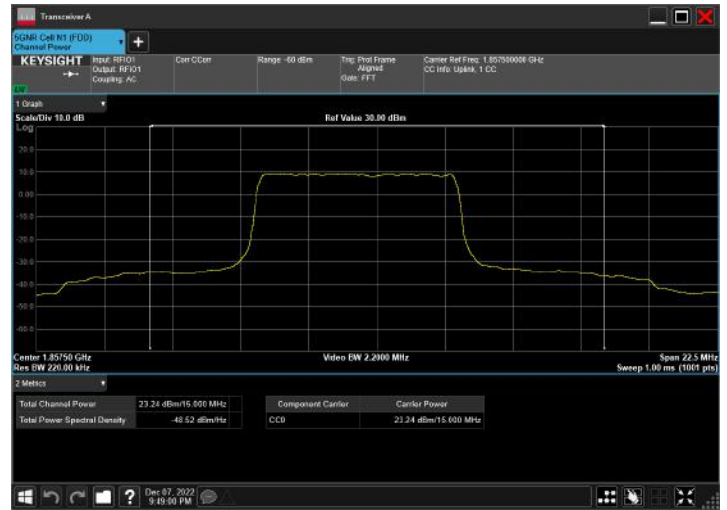 Transceiver A
5GNR Cell N1 (FDD)
Channel Power
KEYSIGHT
Input: RFIO1
Output: RFIO1
Coupling: AC
Corr CCorr
Range -60 dBm
Trig: Prot Frame
Aligned
Gate: FFT
Carrier Ref Freq: 1.857500000 GHz
CC Info: Uplink, 1 CC
1 Graph
Scale/Div 10.0 dB
Ref Value 30.00 dBm
Log
20.0
10.0
0.00
-10.0
-20.0
-30.0
-40.0
-50.0
-60.0
Center 1.85750 GHz
Video BW 2.2000 MHz
Span 22.5 MHz
Res BW 220.00 kHz
Sweep 1.00 ms (1001 pts)
2 Metrics
Total Channel Power 23.24 dBm/15.000 MHz
Total Power Spectral Density -48.52 dBm/Hz
Component Carrier Carrier Power
CC0 23.24 dBm/15.000 MHz
?
Dec 07, 2022
9:49:00 PM